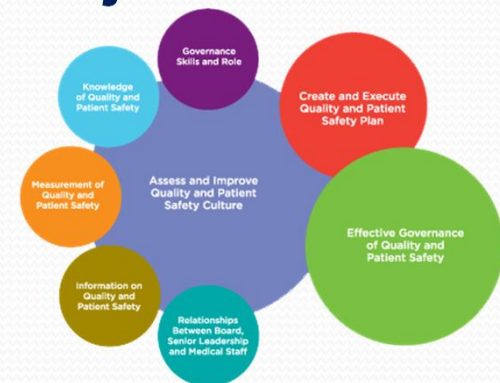 Governance
Skills and Role
Knowledge
of Quality and
Patient Safety
Create and Execute
Quality and Patient
Safety Plan
Measurement of
Quality and
Patient Safety
Assess and Improve
Quality and Patient
Safety Culture
Effective Governance
of Quality and
Patient Safety
Information on
Quality and
Patient Safety
Relationships
Between Board,
Senior Leadership
and Medical Staff